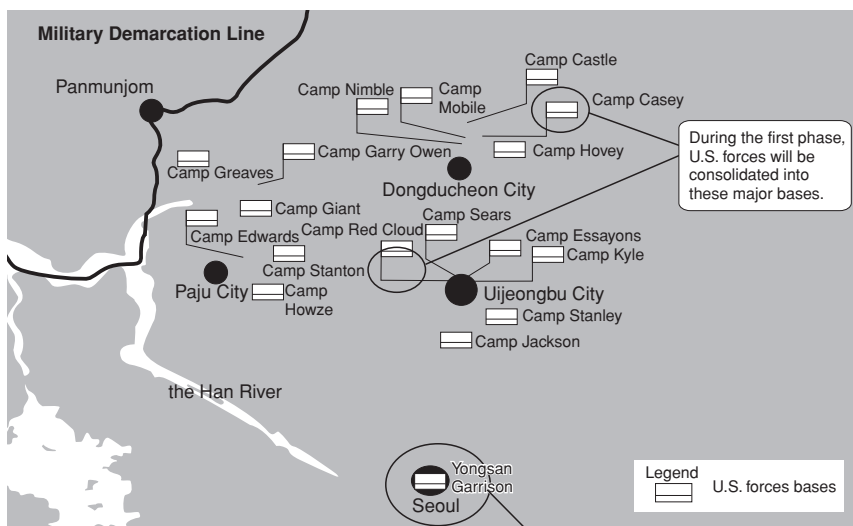 Military Demarcation Line
Panmunjom
Camp Castle
Camp Nimble
Camp
Mobile
Camp Casey
During the first phase,
U.S. forces will be
consolidated into
these major bases.
Camp Garry Owen
Camp Hovey
Camp Greaves
Dongducheon City
Camp Giant
Camp Sears
Camp Red Cloud
Camp Edwards
Camp Essayons
Camp Kyle
Camp Stanton
Paju City
Camp
Howze
Uijeongbu City
Camp Stanley
Camp Jackson
the Han River
Yongsan
Garrison
Seoul
Legend
U.S. forces bases